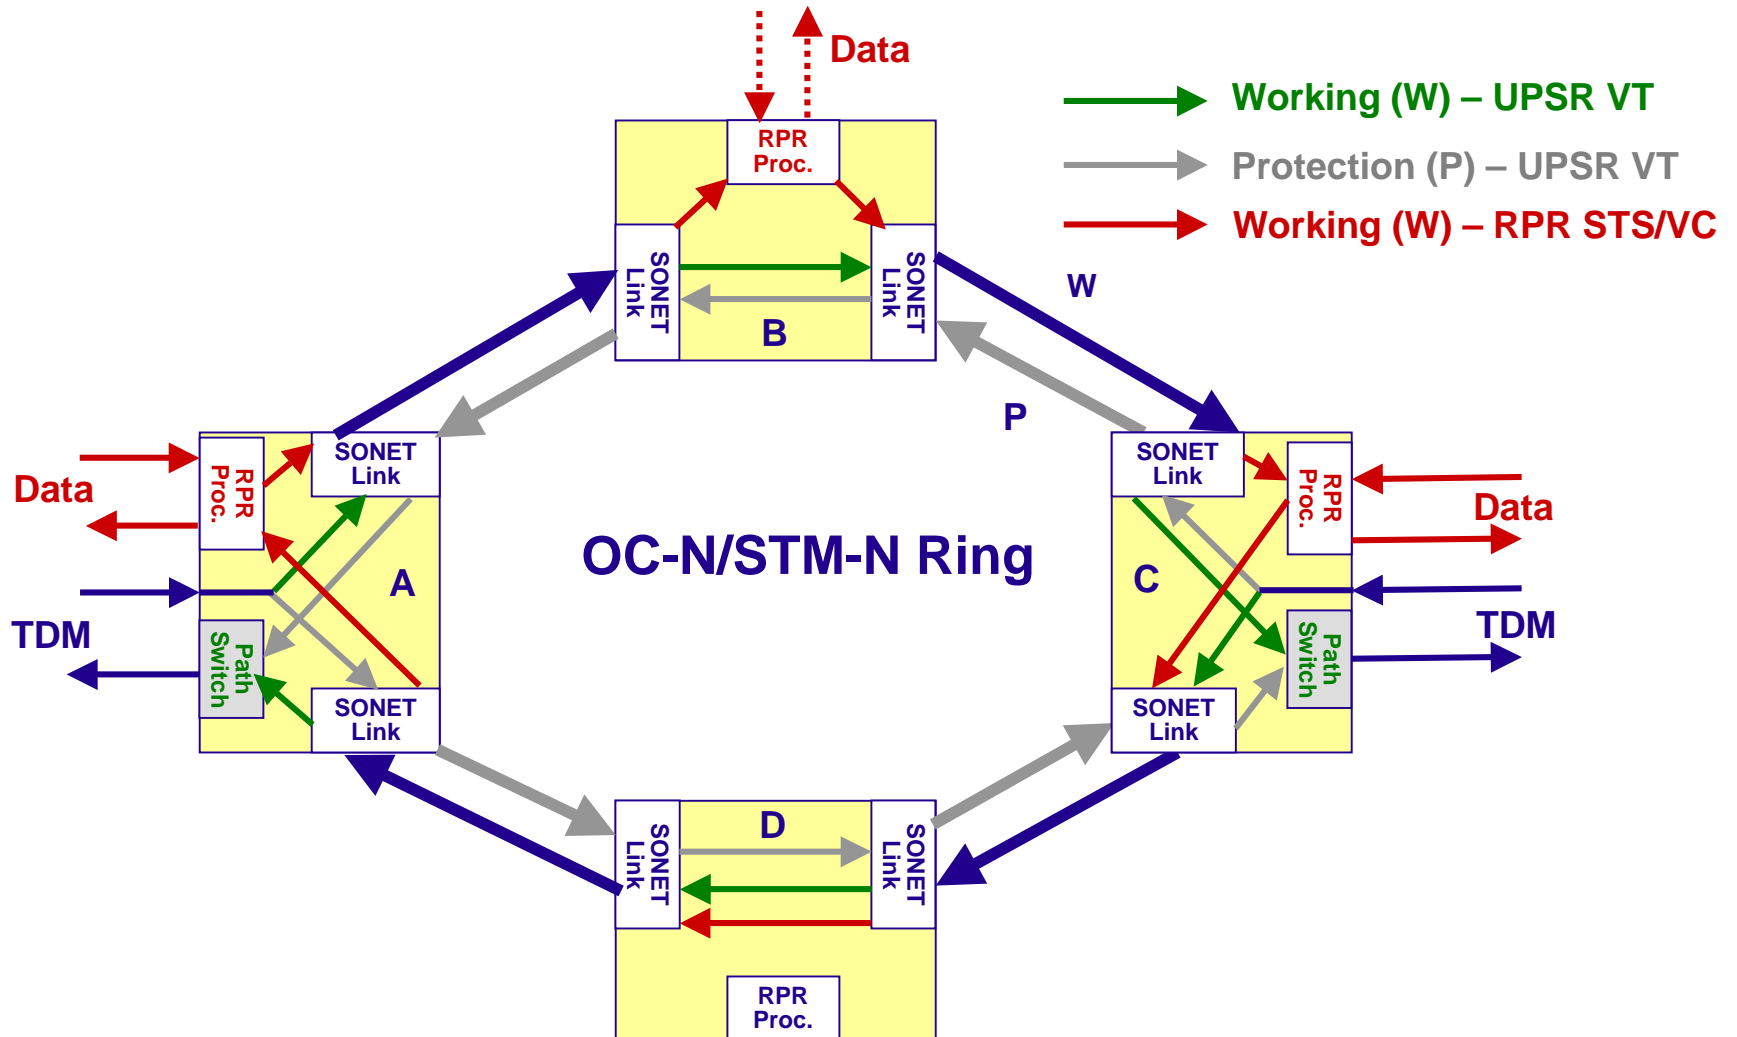 Data
Working (W) – UPSR VT
Protection (P) – UPSR VT
Working (W) – RPR STS/VC
RPR
Proc.
SONET
Link
SONET
Link
B
W
P
Data
RPR
Proc.
SONET
Link
A
TDM
Path
Switch
SONET
Link
OC-N/STM-N Ring
SONET
Link
RPR
Proc.
Data
C
TDM
Path
Switch
SONET
Link
D
SONET
Link
SONET
Link
RPR
Proc.